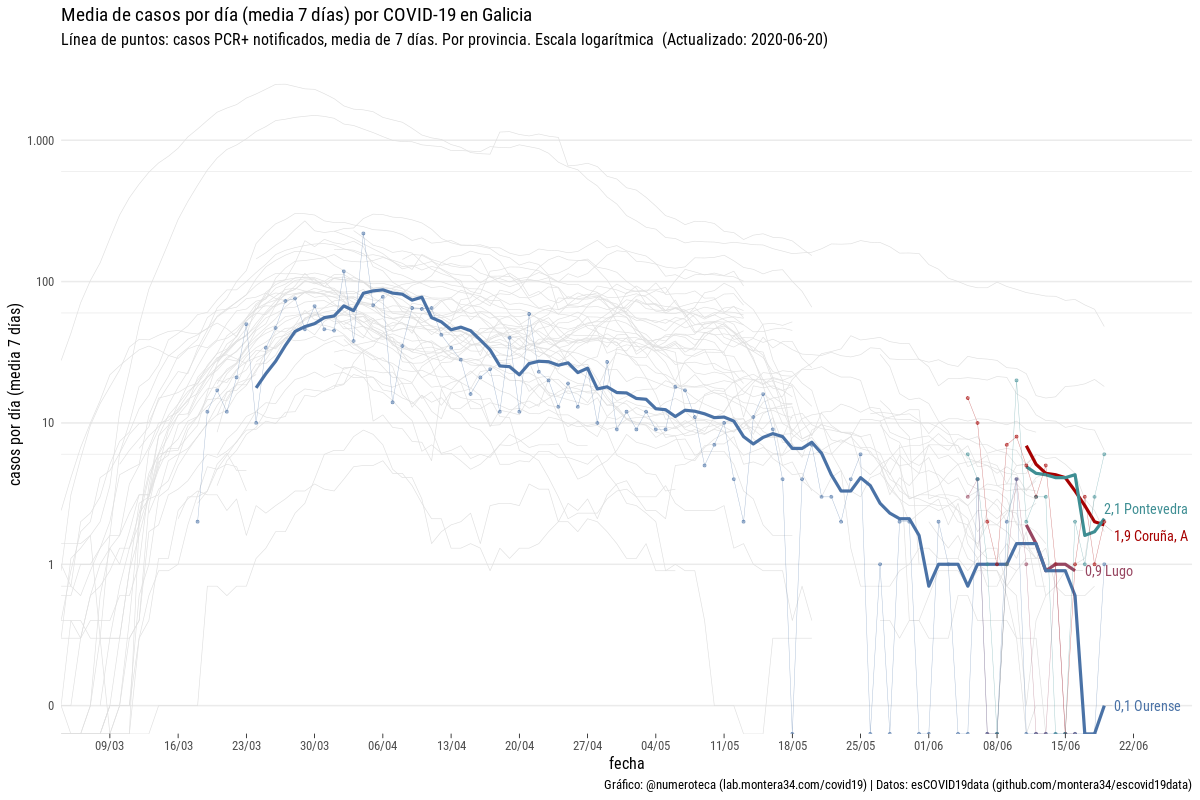 Media de casos por día (media 7 días) por COVID-19 en Galicia
Línea de puntos: casos PCR+ notificados, media de 7 días. Por provincia. Escala logarítmica (Actualizado: 2020-06-20)
casos por día (media 7 días)
1.000
100
10
1
0
2,1 Pontevedra
1,9 Coruña, A
0,9 Lugo
0,1 Ourense
09/03
16/03
23/03
30/03
06/04
13/04
20/04
27/04
04/05
11/05
18/05
25/05
01/06
08/06
15/06
22/06
fecha
Gráfico: @numeroteca (lab.montera34.com/covid19) | Datos: esCOVID19data (github.com/montera34/escovid19data)